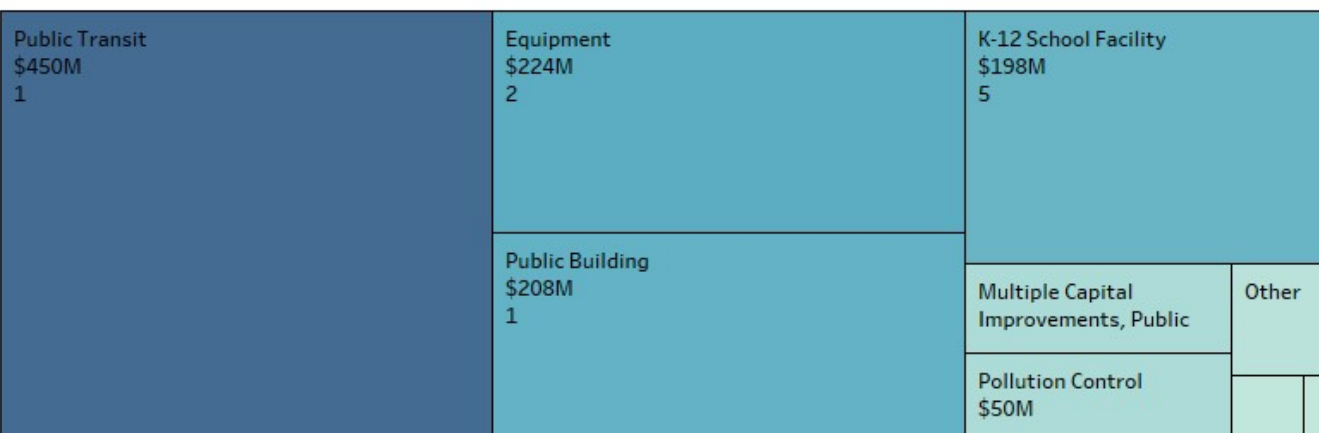 Public Transit
$450M
1
Equipment
$224M
2
Public Building
$208M
1
K-12 School Facility
$198M
5
Multiple Capital
Improvements, Public
Other
Pollution Control
$50M